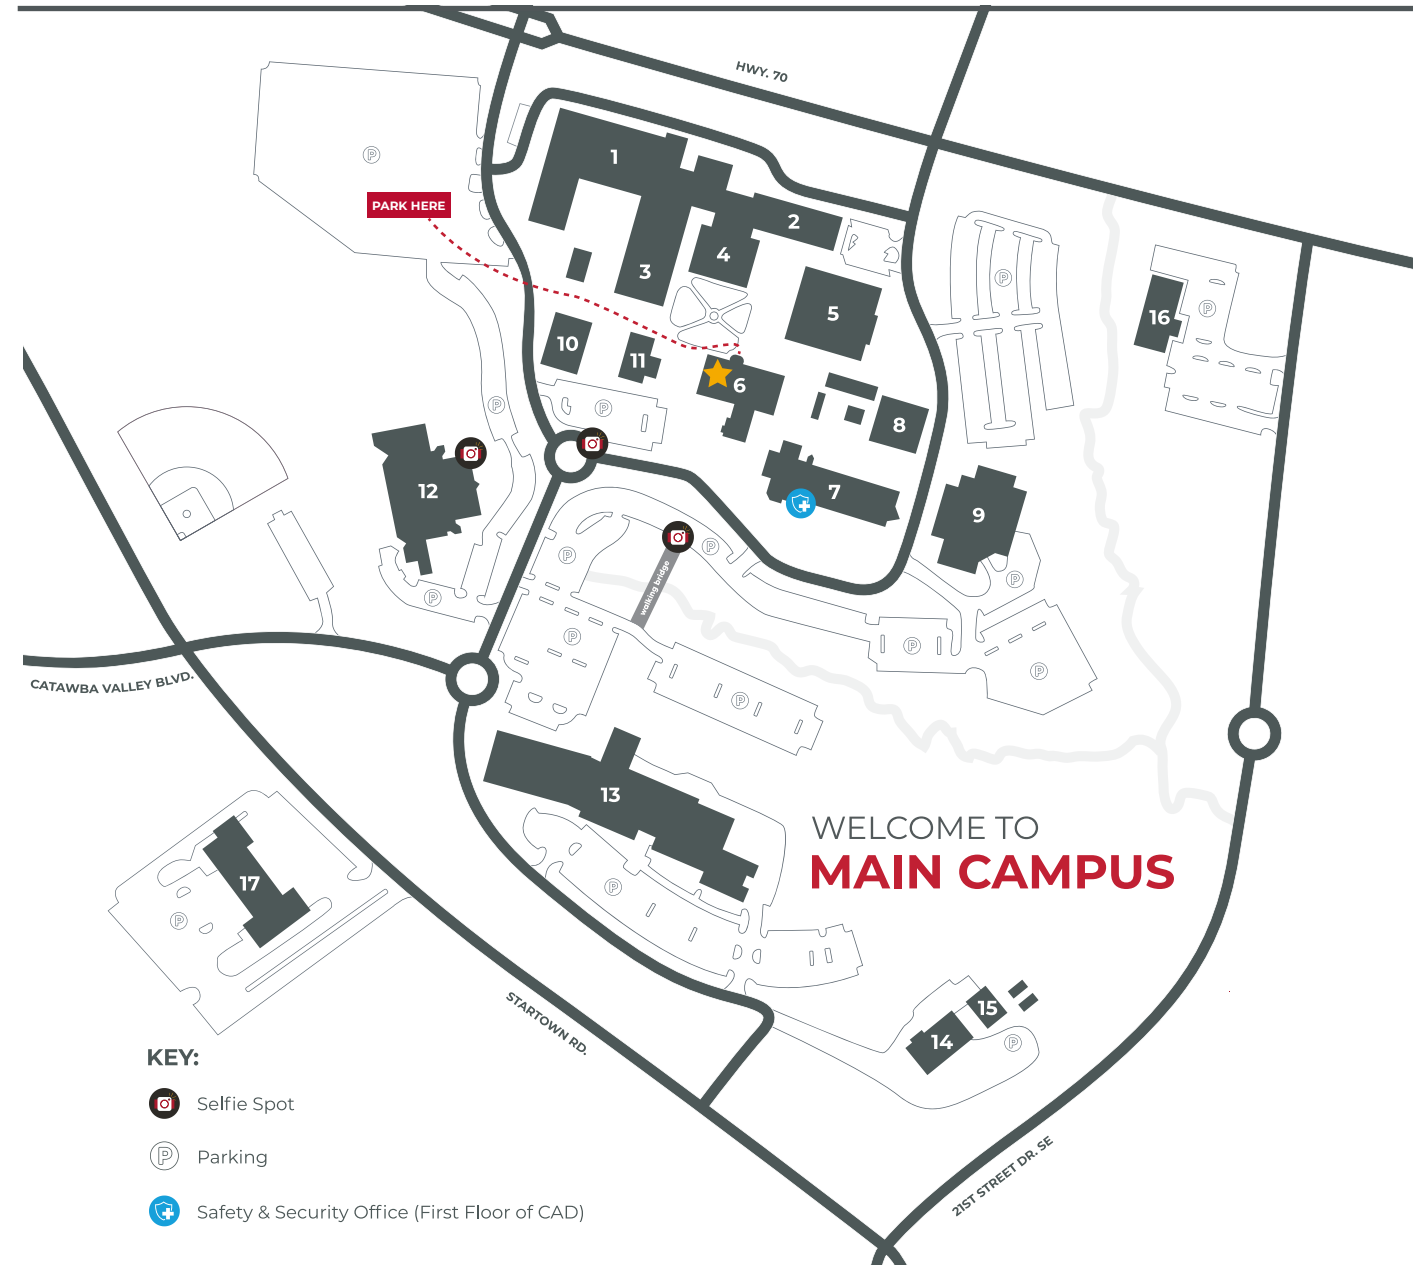 HWY. 70
P
1
PARK HERE
2
4
3
P
5
16
P
10
11
6
P
P
8
12
7
9
P
P
walking bridge
P
P
P
P
P
P
CATAWBA VALLEY BLVD.
13
WELCOME TO
MAIN CAMPUS
17
P
P
STARTOWN RD.
15
14
P
21ST STREET DR. SE
KEY:
Selfie Spot
P Parking
Safety & Security Office (First Floor of CAD)